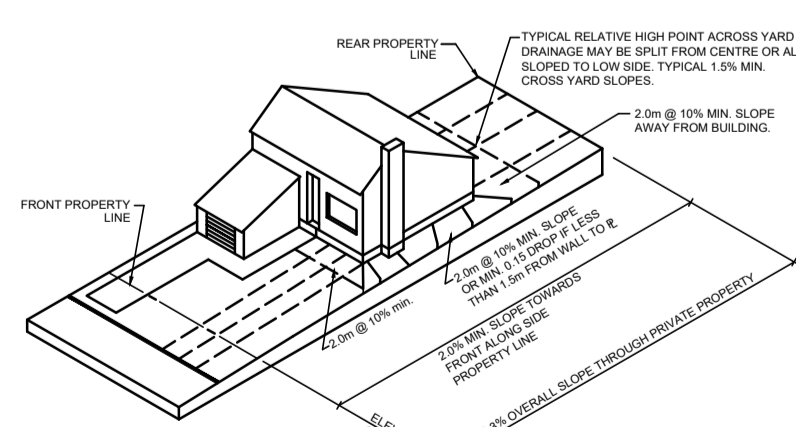 REAR PROPERTY
LINE
TYPICAL RELATIVE HIGH POINT ACROSS YARD
DRAINAGE MAY BE SPLIT FROM CENTRE OR AL
SLOPED TO LOW SIDE. TYPICAL 1.5% MIN.
CROSS YARD SLOPES.
2.0m @ 10% MIN. SLOPE
AWAY FROM BUILDING.
FRONT PROPERTY
LINE
2.0m @ 10% MIN. SLOPE
OR MIN. 0.15 DROP IF LESS
THAN 1.5m FROM WALL TO ⅊
2.0m @ 10% min.
2.0% MIN. SLOPE TOWARDS
FRONT ALONG SIDE
PROPERTY LINE
3% OVERALL SLOPE THROUGH PRIVATE PROPERTY
ELE